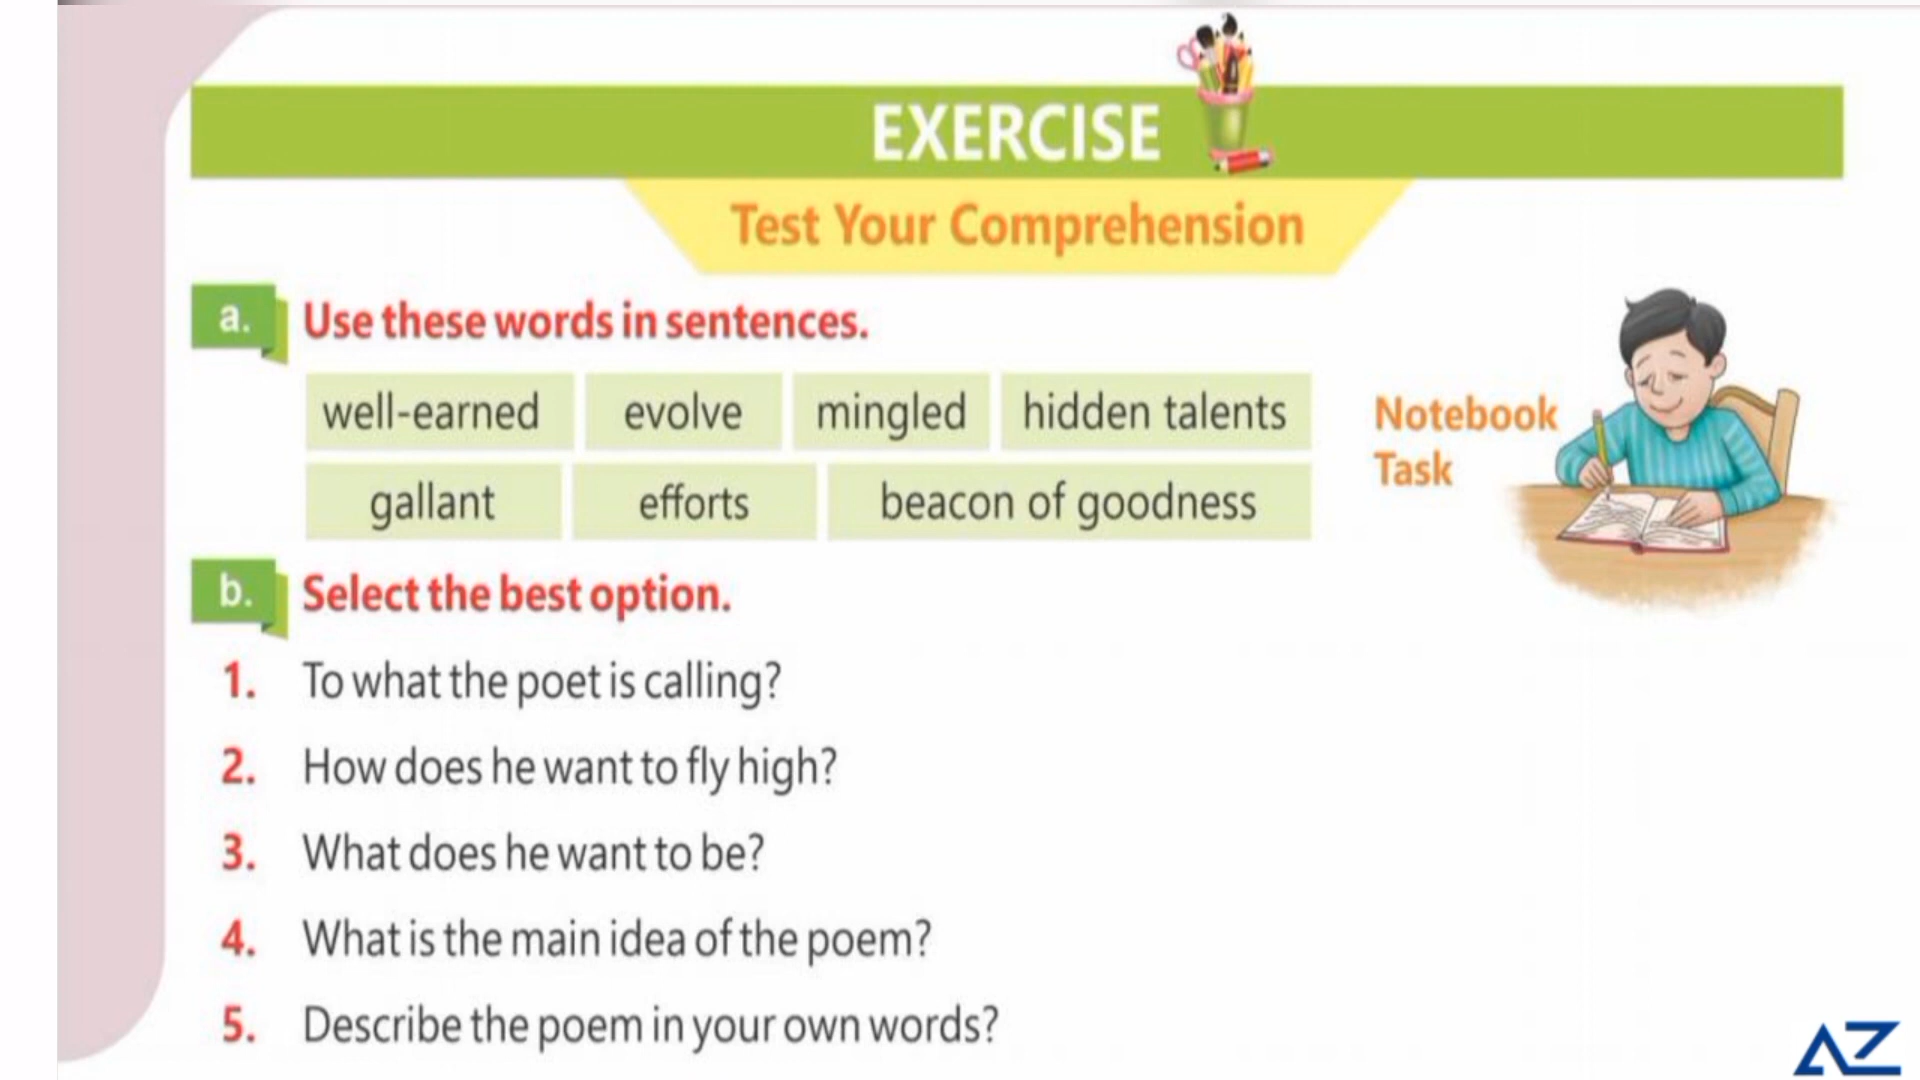 EXERCISE
Test Your Comprehension
a. Use these words in sentences.
well-earned evolve mingled hidden talents
Notebook
Task
gallant efforts beacon of goodness
b. Select the best option.
1. To what the poet is calling?
2. How does he want to fly high?
3. What does he want to be?
4. What is the main idea of the poem?
5. Describe the poem in your own words?
AZ